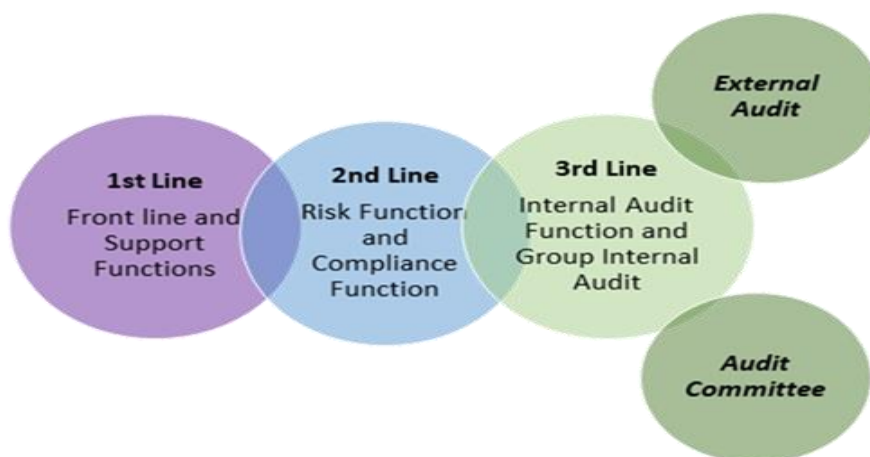 1st Line
Front line and
Support
Functions
2nd Line
Risk Function
and
Compliance
Function
3rd Line
Internal Audit
Function and
Group Internal
Audit
External
Audit
Audit
Committee